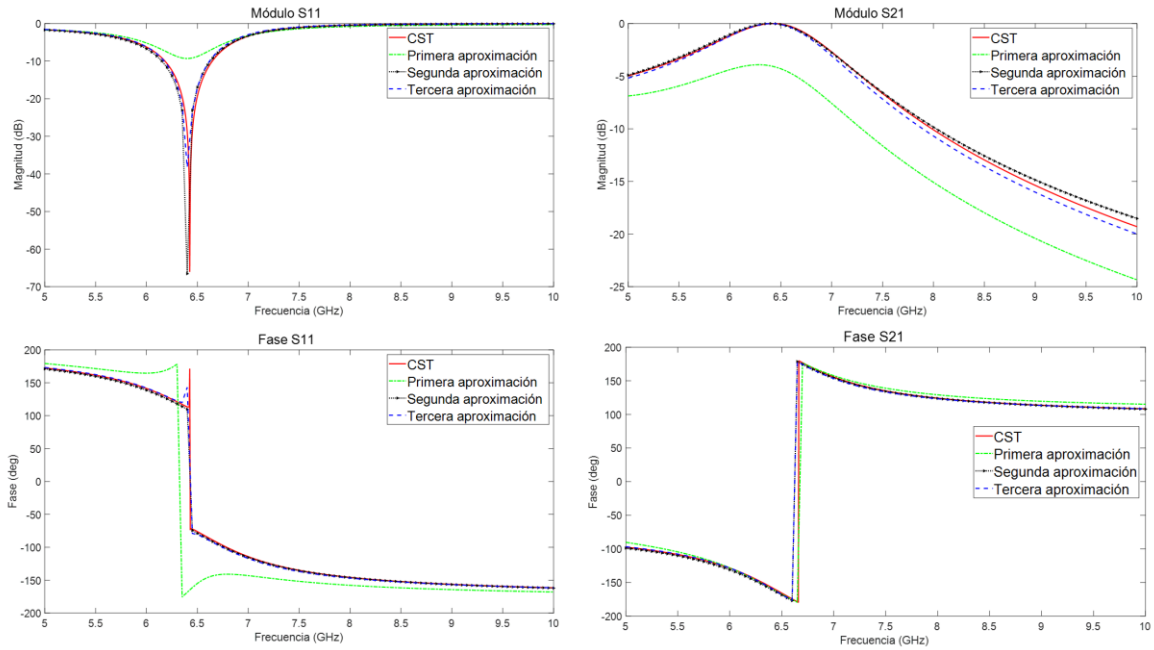 Módulo S11
Magnitud (dB)
0
-10
-20
-30
-40
-50
-60
-70
5
5.5
6
6.5
7
7.5
8
8.5
9
9.5
10
Frecuencia (GHz)
CST
Primera aproximación
Segunda aproximación
Tercera aproximación
Módulo S21
Magnitud (dB)
0
-5
-10
-15
-20
-25
5
5.5
6
6.5
7
7.5
8
8.5
9
9.5
10
Frecuencia (GHz)
CST
Primera aproximación
Segunda aproximación
Tercera aproximación
Fase S11
Fase (deg)
200
150
100
50
0
-50
-100
-150
-200
5
5.5
6
6.5
7
7.5
8
8.5
9
9.5
10
Frecuencia (GHz)
CST
Primera aproximación
Segunda aproximación
Tercera aproximación
Fase S21
Fase (deg)
200
150
100
50
0
-50
-100
-150
-200
5
5.5
6
6.5
7
7.5
8
8.5
9
9.5
10
Frecuencia (GHz)
CST
Primera aproximación
Segunda aproximación
Tercera aproximación